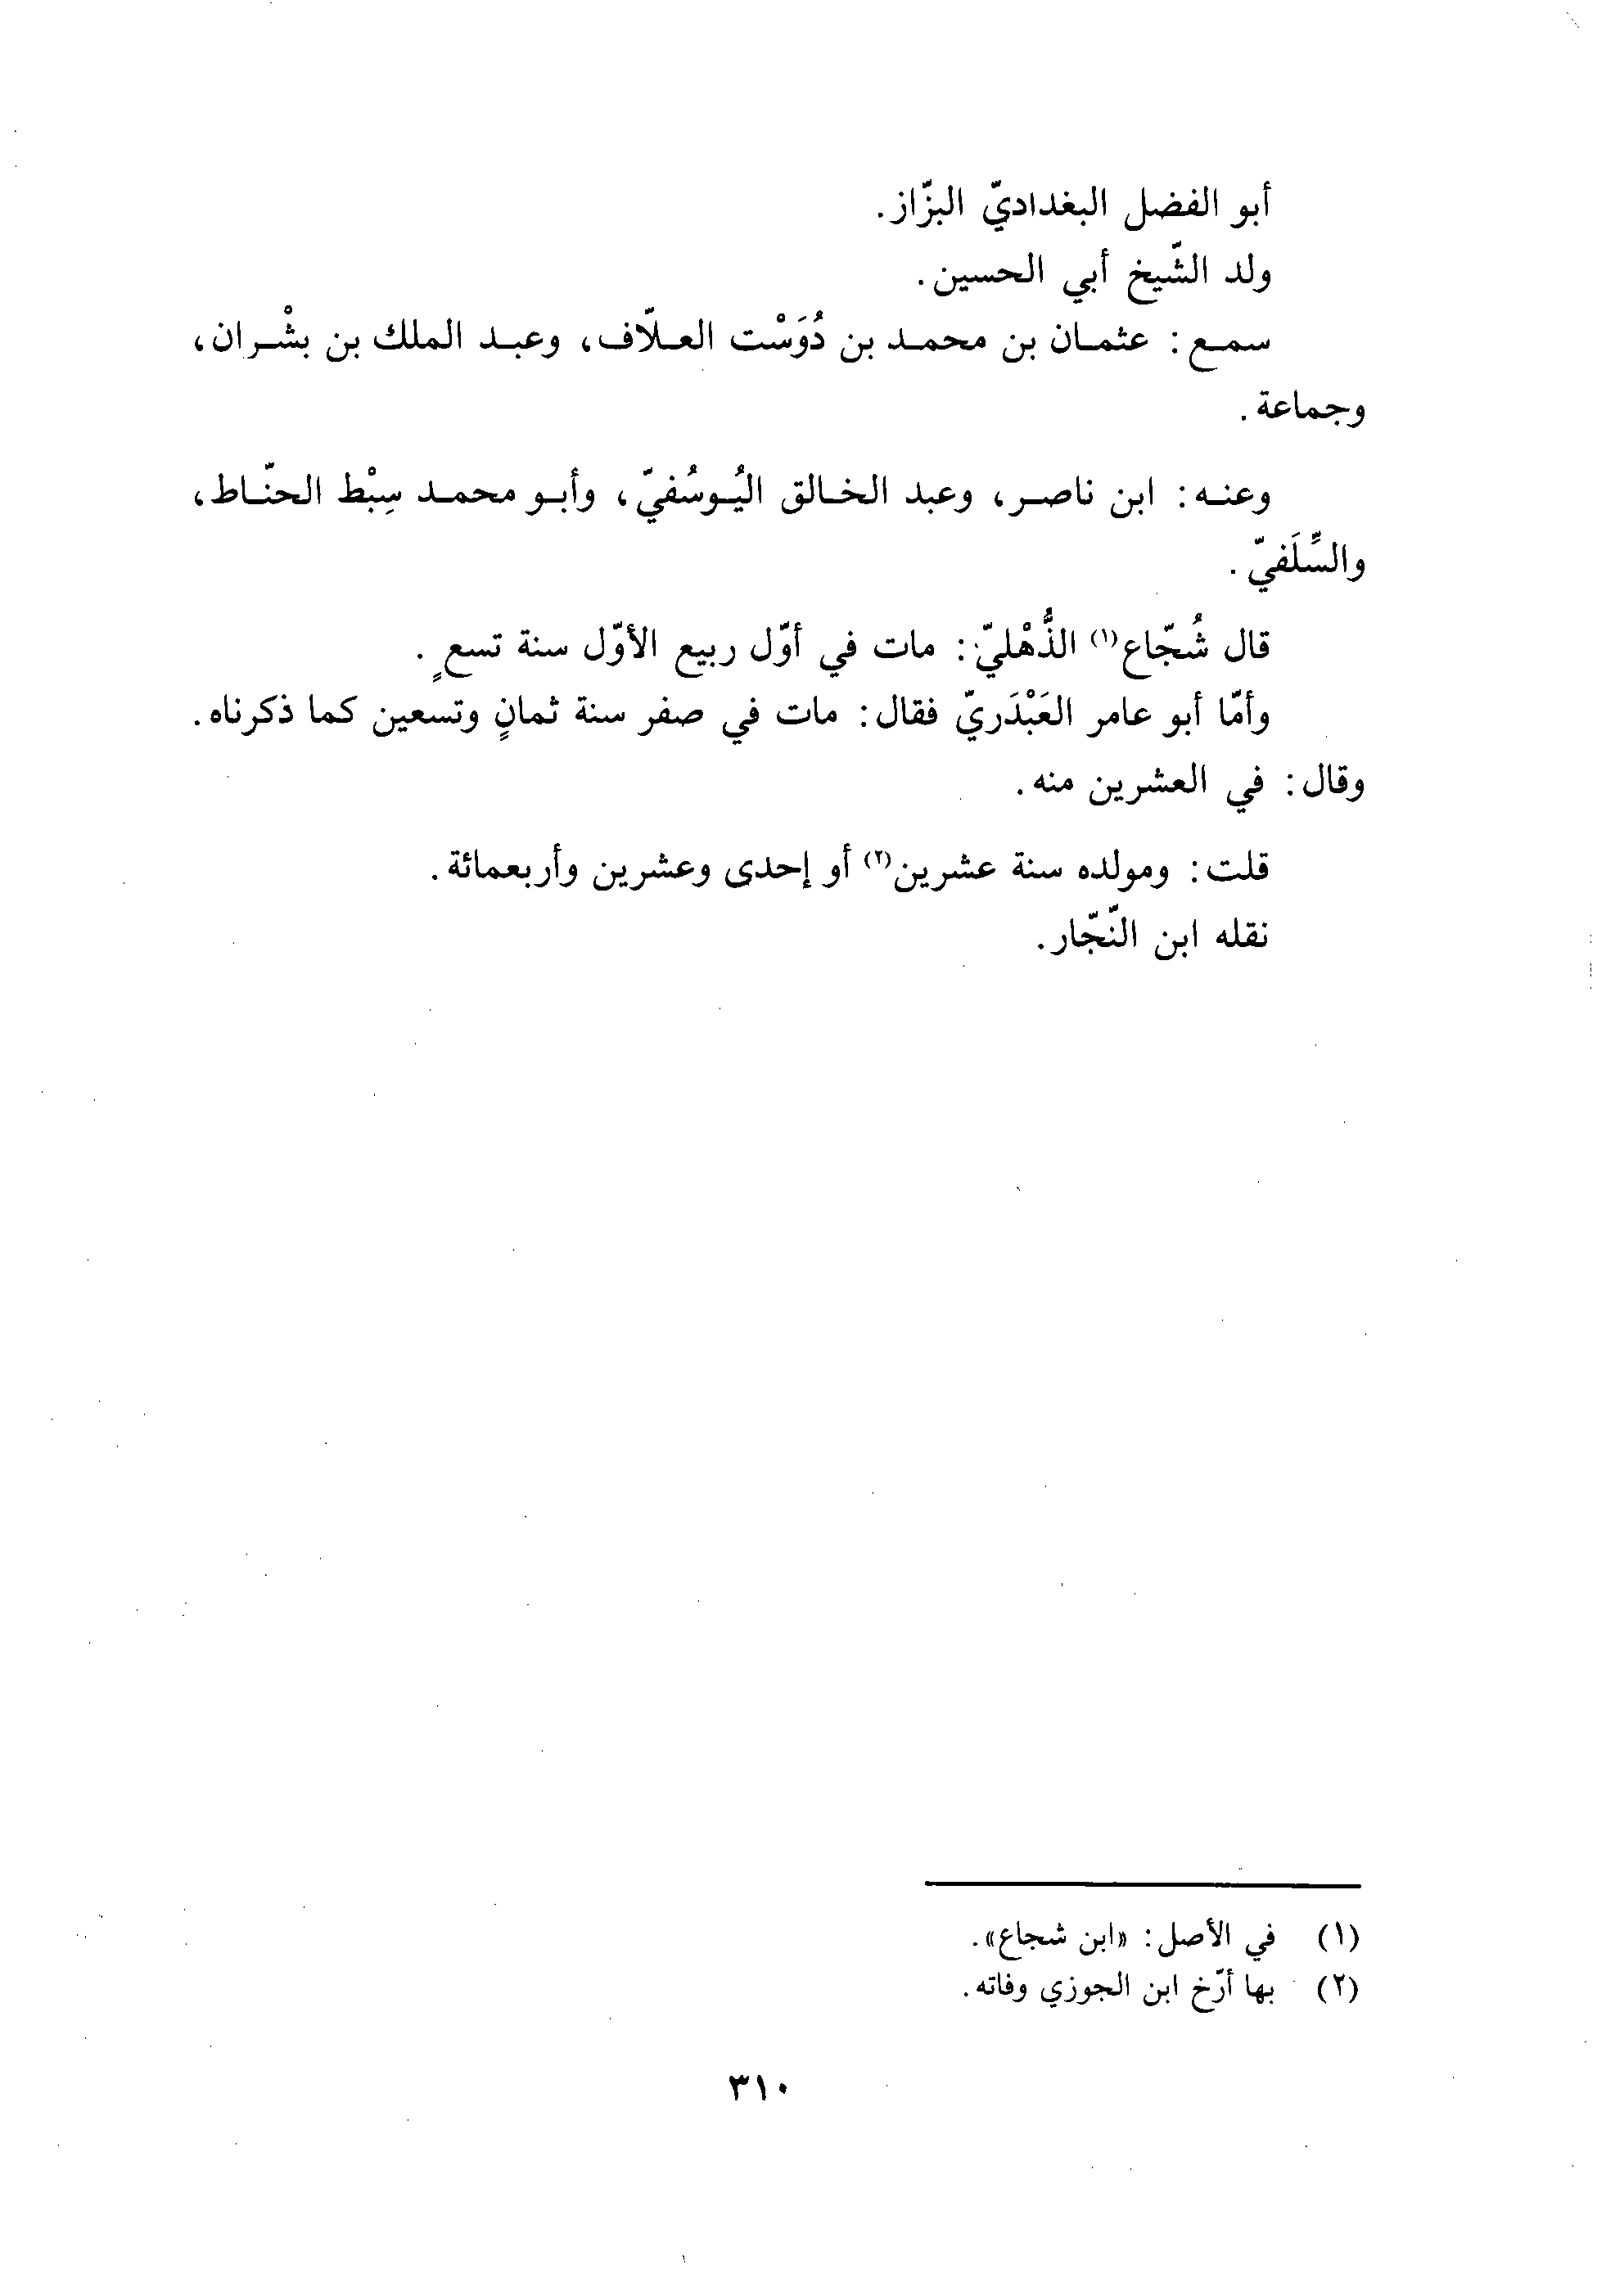 أبو الفضل البغداديّ البزّاز.
ولد الشّيخ أبي الحسين.
سمع: عثمان بن محمد بن دُوَسْت العلّاف، وعبد الملك بن بشْران،
وجماعة.
وعنه: ابن ناصر، وعبد الخالق اليُوسُفيّ، وأبو محمد سِبْط الحنّاط،
والسِّلَفيّ.
قال شُجّاع(١) الذُّهْليّ: مات في أوّل ربيع الأوّل سنة تسعٍ.
وأمّا أبو عامر العَبْدَريّ فقال: مات في صفر سنة ثمانٍ وتسعين كما ذكرناه.
وقال: في العشرين منه.
قلت: ومولده سنة عشرين(٢) أو إحدى وعشرين وأربعمائة.
نقله ابن النّجّار.
(١) في الأصل: «ابن شجاع».
(٢) بها أرّخ ابن الجوزي وفاته.
٣١٠